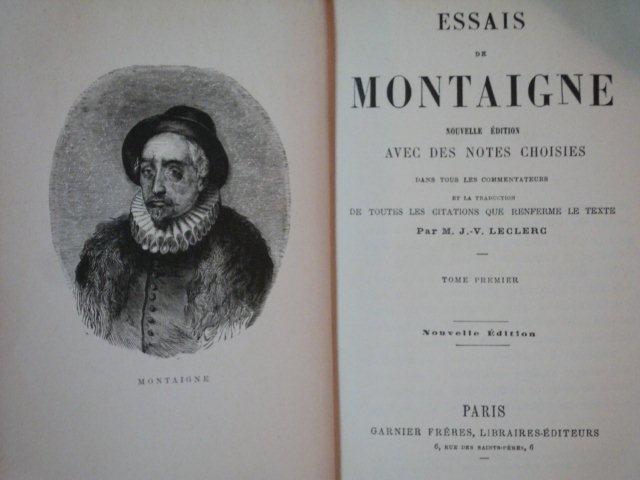 MONTAIGNE
ESSAIS
DE
MONTAIGNE
NOUVELLE ÉDITION
AVEC DES NOTES CHOISIES
DANS TOUS LES COMMENTATEURS
ET LA TRADUCTION
DE TOUTES LES CITATIONS QUE RENFERME LE TEXTE
Par M. J.-V. LECLERC
TOME PREMIER
Nouvelle Édition
PARIS
GARNIER FRÈRES, LIBRAIRES-ÉDITEURS
6, RUE DES SAINTS-PÈRES, 6